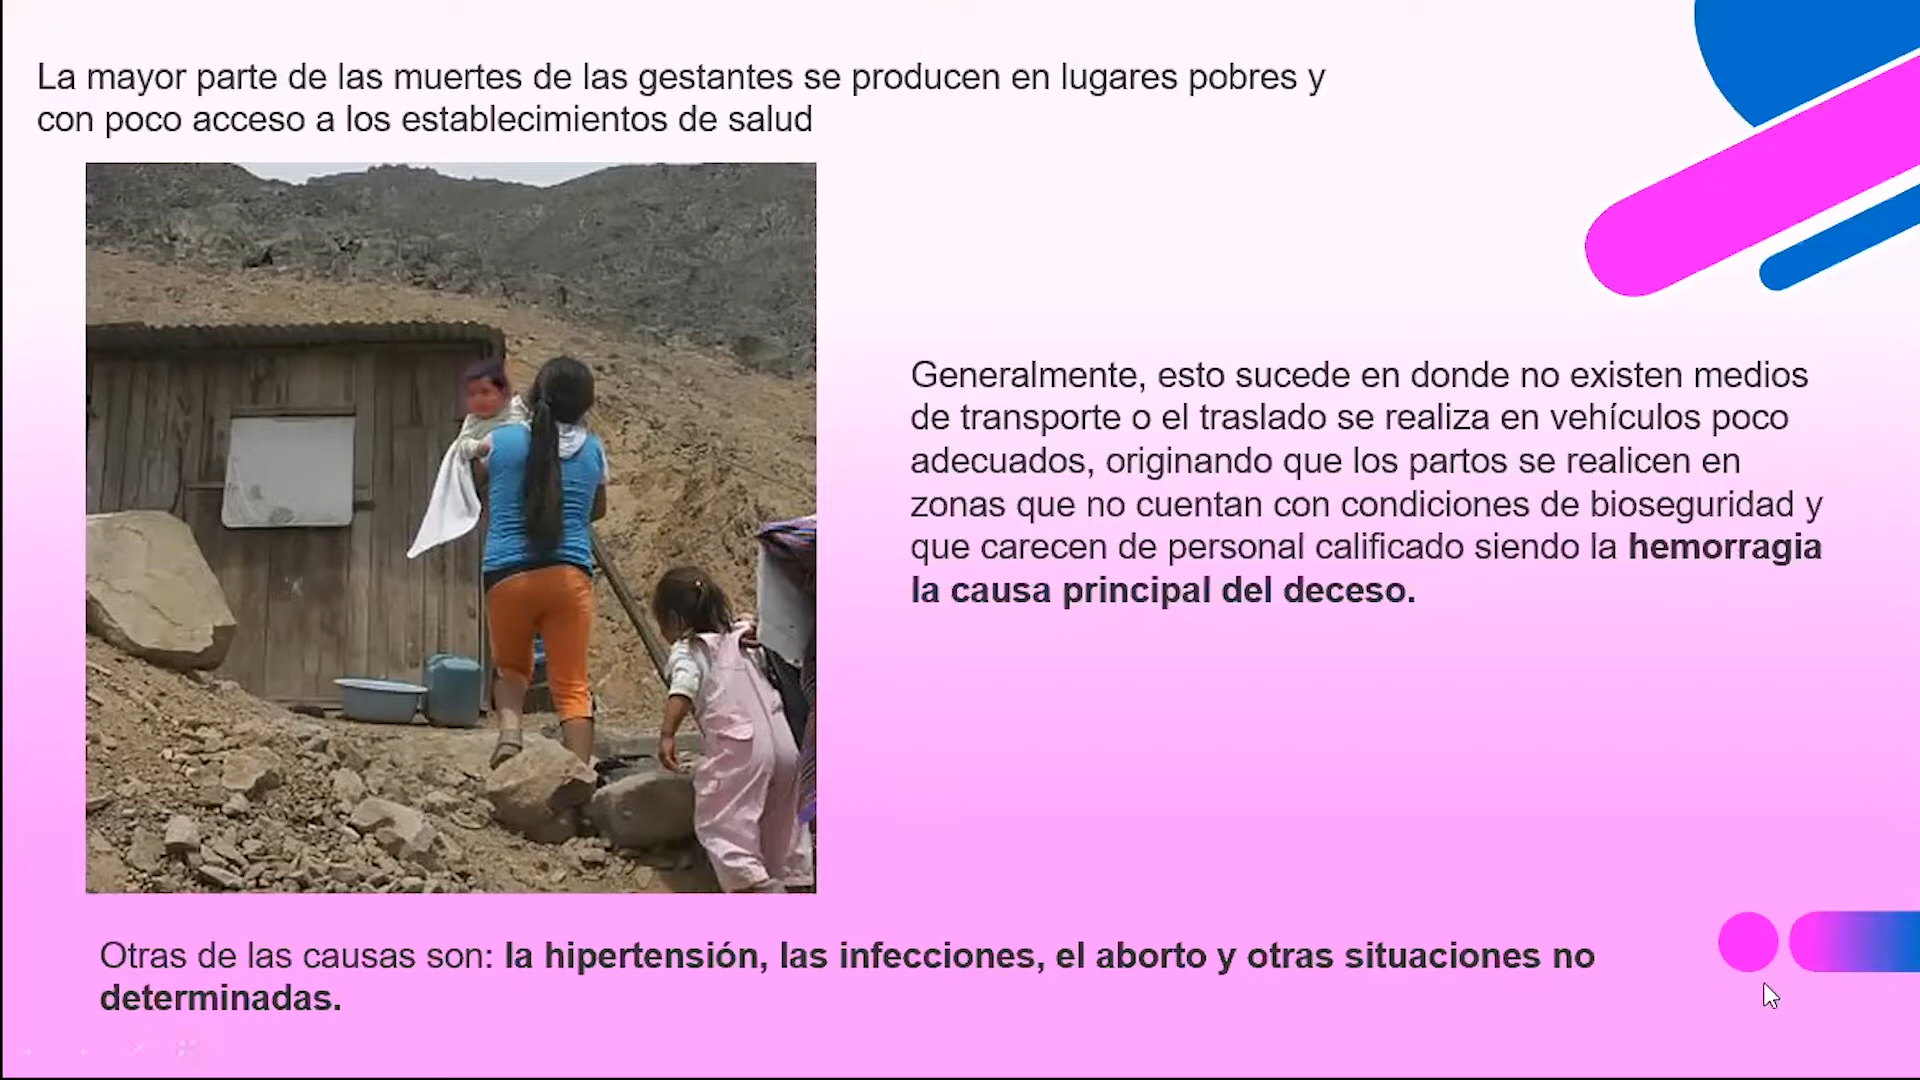 La mayor parte de las muertes de las gestantes se producen en lugares pobres y
con poco acceso a los establecimientos de salud
Generalmente, esto sucede en donde no existen medios
de transporte o el traslado se realiza en vehículos poco
adecuados, originando que los partos se realicen en
zonas que no cuentan con condiciones de bioseguridad y
que carecen de personal calificado siendo la hemorragia
la causa principal del deceso.
Otras de las causas son: la hipertensión, las infecciones, el aborto y otras situaciones no
determinadas.